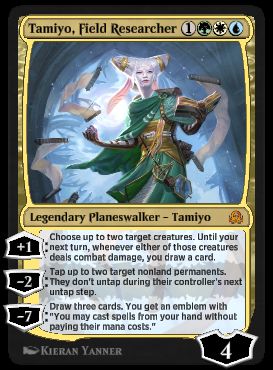 Tamiyo, Field Researcher 1
Legendary Planeswalker – Tamiyo
+1
Choose up to two target creatures. Until your
next turn, whenever either of those creatures
deals combat damage, you draw a card.
-2
Tap up to two target nonland permanents.
They don't untap during their controller's next
untap step.
-7
Draw three cards. You get an emblem with
"You may cast spells from your hand without
paying their mana costs."
Kieran Yanner
4